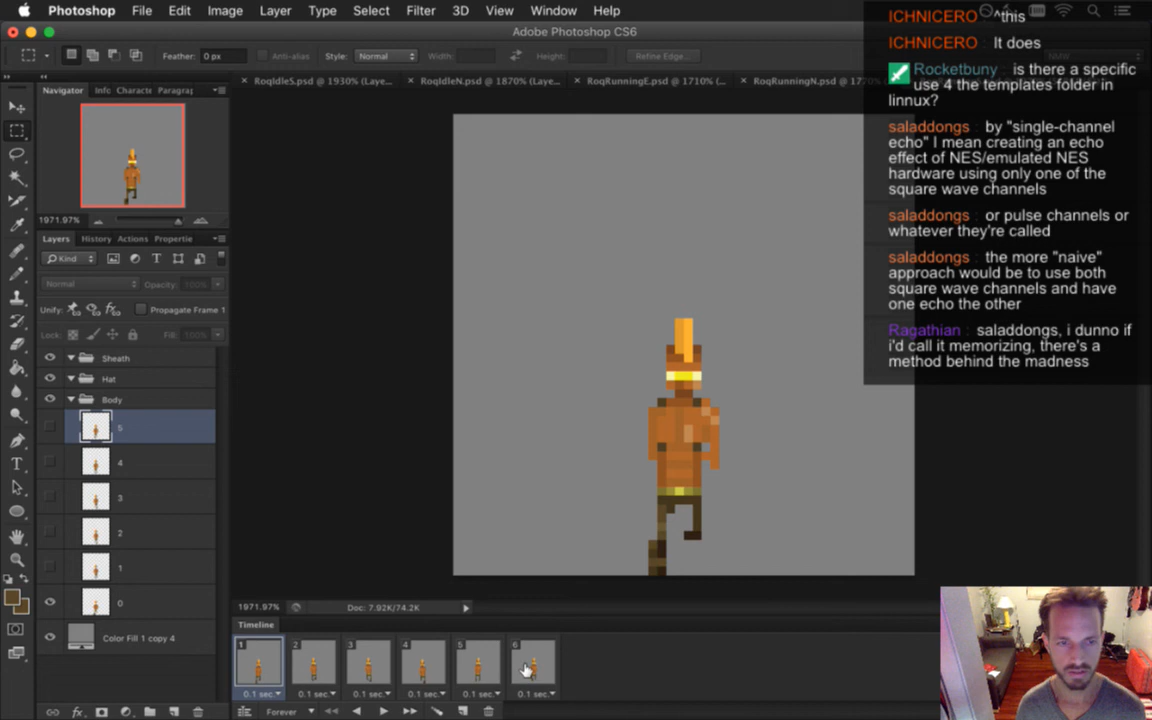 Photoshop File Edit Image Layer Type Select Filter 3D View Window Help
Adobe Photoshop CS6
Feather: 0 px Anti-alias Style: Normal Width: Height: Refine Edge...
RoqIdleS.psd @ 1930% (Laye... RoqIdleN.psd @ 1870% (Laye... RoqRunningE.psd @ 1710% (... RoqRunningN.psd @ 1770%
Navigator Info Characte Paragraj
1971.97%
Layers History Actions Propertie
Kind
Normal Opacity:
Unify: Propagate Frame 1
Lock: Fill: 100%
Sheath
Hat
Body
5
4
3
2
1
0
Color Fill 1 copy 4
1971.97% Doc: 7.92K/74.2K
Timeline
1 2 3 4 5 6
0.1 sec. 0.1 sec. 0.1 sec. 0.1 sec. 0.1 sec. 0.1 sec.
Forever
ICHNICERO : ^this
ICHNICERO : It does
Rocketbuny : is there a specific
use 4 the templates folder in
linnux?
saladdongs : by "single-channel
echo" I mean creating an echo
effect of NES/emulated NES
hardware using only one of the
square wave channels
saladdongs : or pulse channels or
whatever they're called
saladdongs : the more "naive"
approach would be to use both
square wave channels and have
one echo the other
Ragathian : saladdongs, i dunno if
i'd call it memorizing, there's a
method behind the madness